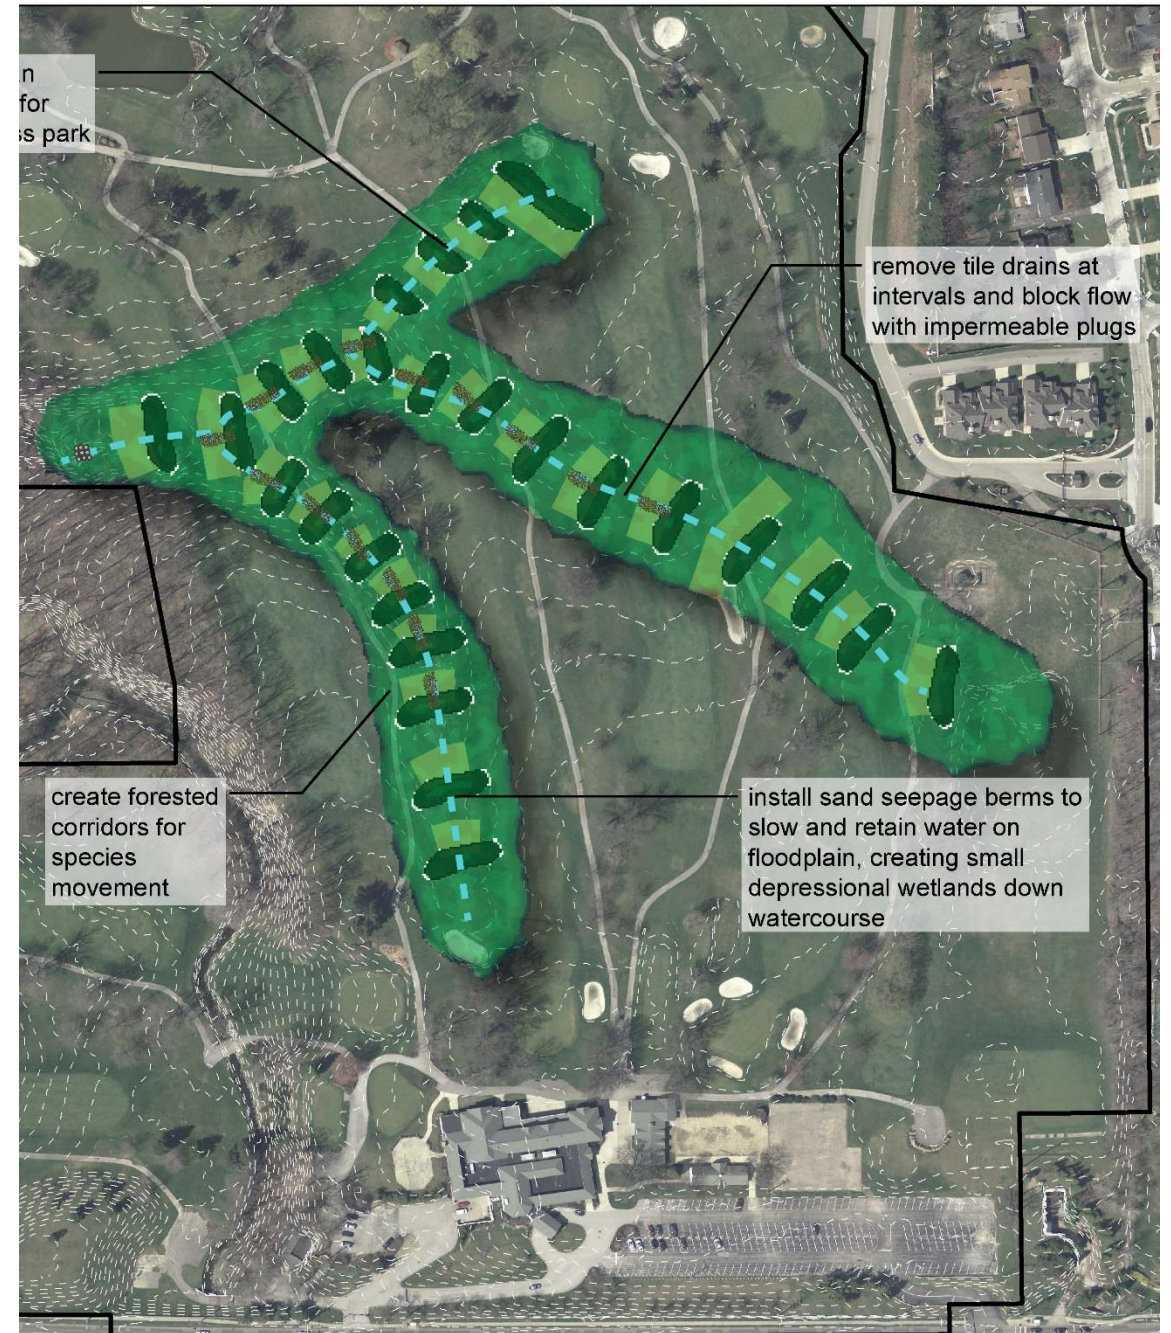 n
for
ss park
remove tile drains at
intervals and block flow
with impermeable plugs
create forested
corridors for
species
movement
install sand seepage berms to
slow and retain water on
floodplain, creating small
depressional wetlands down
watercourse